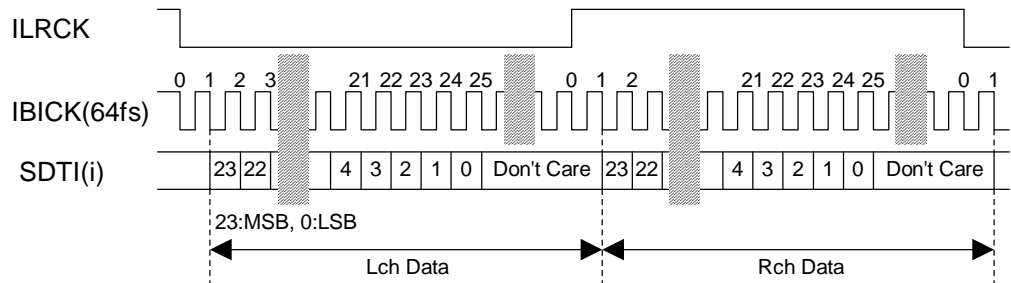 ILRCK
0 1 2 3 21 22 23 24 25 0 1 2 21 22 23 24 25 0 1
IBICK(64fs)
SDTI(i) 23 22 4 3 2 1 0 Don't Care 23 22 4 3 2 1 0 Don't Care
23:MSB, 0:LSB
Lch Data Rch Data